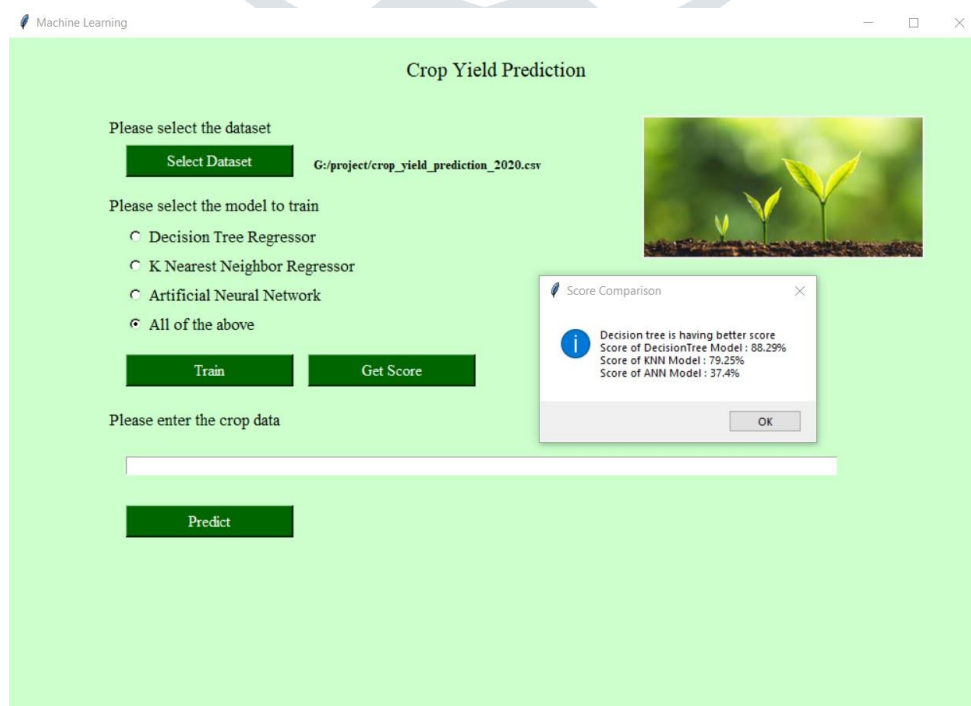 Machine Learning
Crop Yield Prediction
Please select the dataset
Select Dataset
G:/project/crop_yield_prediction_2020.csv
Please select the model to train
Decision Tree Regressor
K Nearest Neighbor Regressor
Artificial Neural Network
All of the above
Train
Get Score
Score Comparison
Decision tree is having better score
Score of DecisionTree Model : 88.29%
Score of KNN Model : 79.25%
Score of ANN Model : 37.4%
OK
Please enter the crop data
Predict